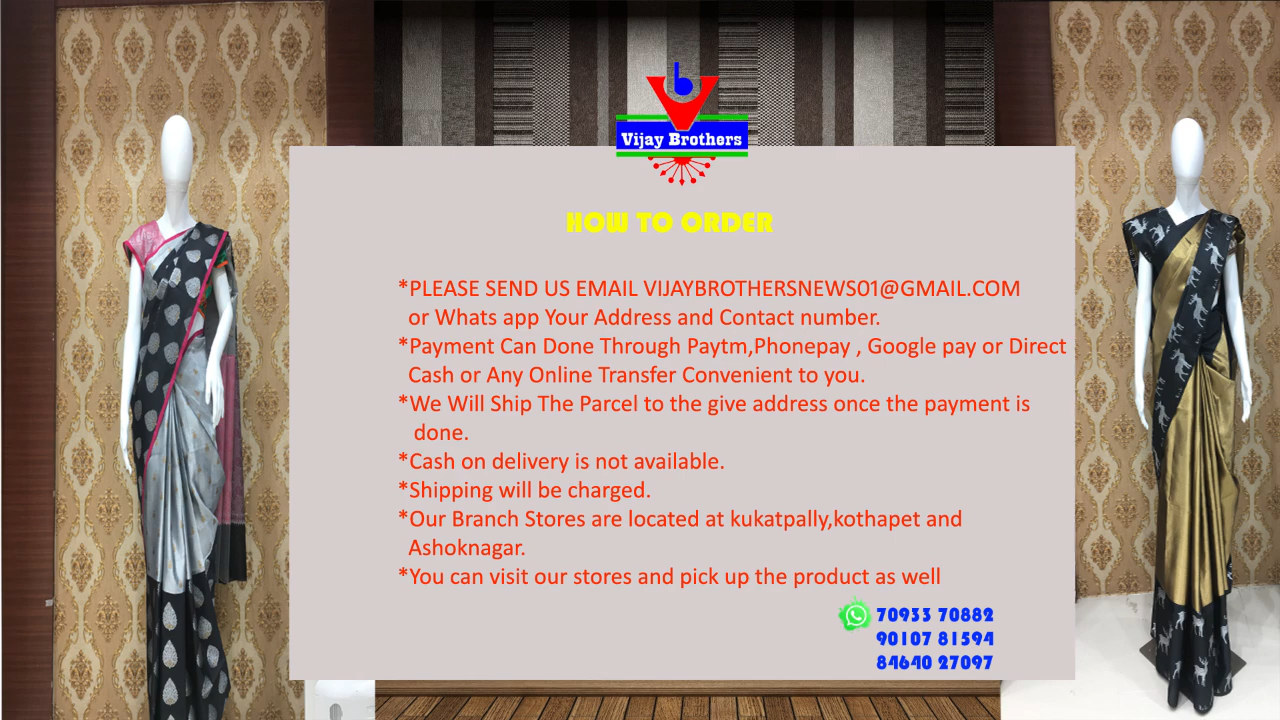 Vijay Brothers
HOW TO ORDER
*PLEASE SEND US EMAIL VIJAYBROTHERSNEWS01@GMAIL.COM
or Whats app Your Address and Contact number.
*Payment Can Done Through Paytm,Phonepay , Google pay or Direct
Cash or Any Online Transfer Convenient to you.
*We Will Ship The Parcel to the give address once the payment is
done.
*Cash on delivery is not available.
*Shipping will be charged.
*Our Branch Stores are located at kukatpally,kothapet and
Ashoknagar.
*You can visit our stores and pick up the product as well
70933 70882
90107 81594
84640 27097